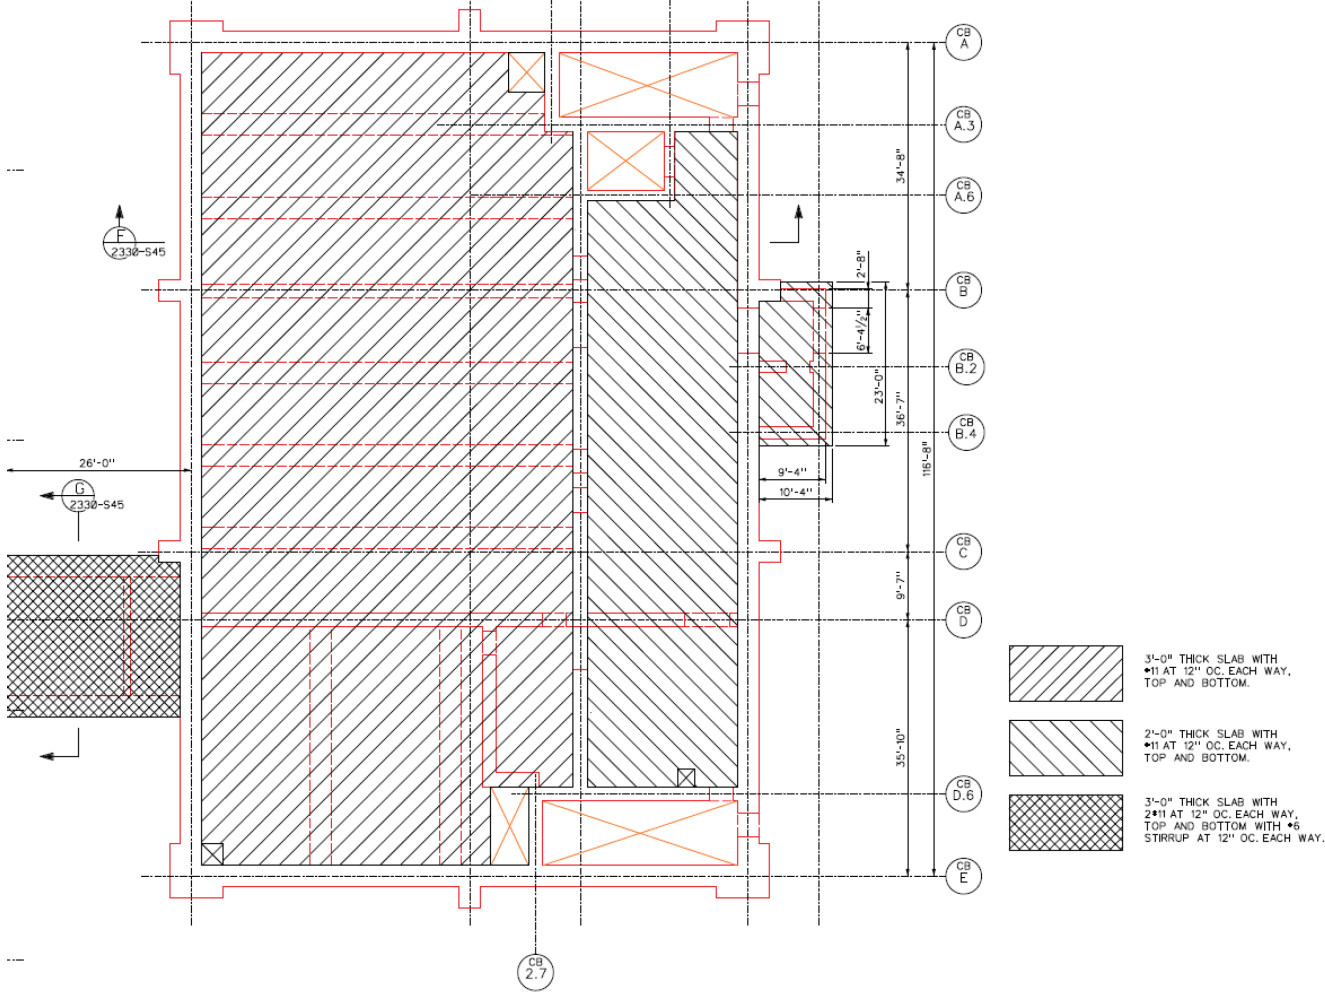 CB
A
CB
A.3
34'-8"
CB
A.6
F
2330-S45
2'-8"
CB
B
6'-4½"
CB
B.2
23'-0"
36'-7"
CB
B.4
116'-8"
26'-0"
9'-4"
10'-4"
G
2330-S45
CB
C
9'-7"
CB
D
35'-10"
CB
D.6
CB
E
CB
2.7
3'-0" THICK SLAB WITH
#11 AT 12" OC. EACH WAY,
TOP AND BOTTOM.
2'-0" THICK SLAB WITH
#11 AT 12" OC. EACH WAY,
TOP AND BOTTOM.
3'-0" THICK SLAB WITH
2#11 AT 12" OC. EACH WAY,
TOP AND BOTTOM WITH #6
STIRRUP AT 12" OC. EACH WAY.